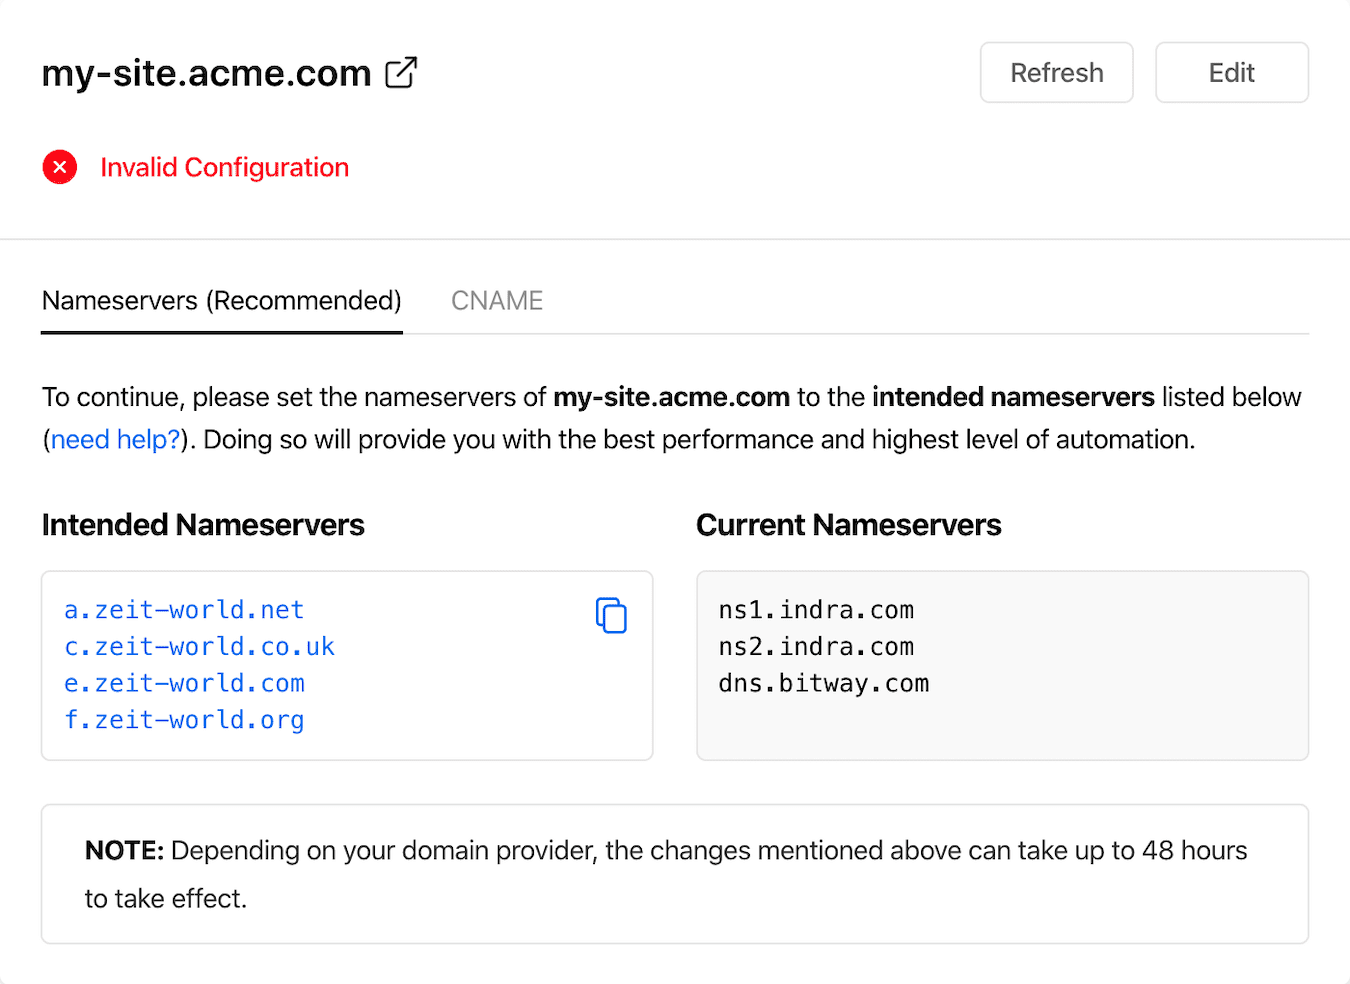 my-site.acme.com
Refresh
Edit
Invalid Configuration
Nameservers (Recommended)
CNAME
To continue, please set the nameservers of my-site.acme.com to the intended nameservers listed below
(need help?). Doing so will provide you with the best performance and highest level of automation.
Intended Nameservers
a.zeit-world.net
c.zeit-world.co.uk
e.zeit-world.com
f.zeit-world.org
Current Nameservers
ns1.indra.com
ns2.indra.com
dns.bitway.com
NOTE: Depending on your domain provider, the changes mentioned above can take up to 48 hours
to take effect.